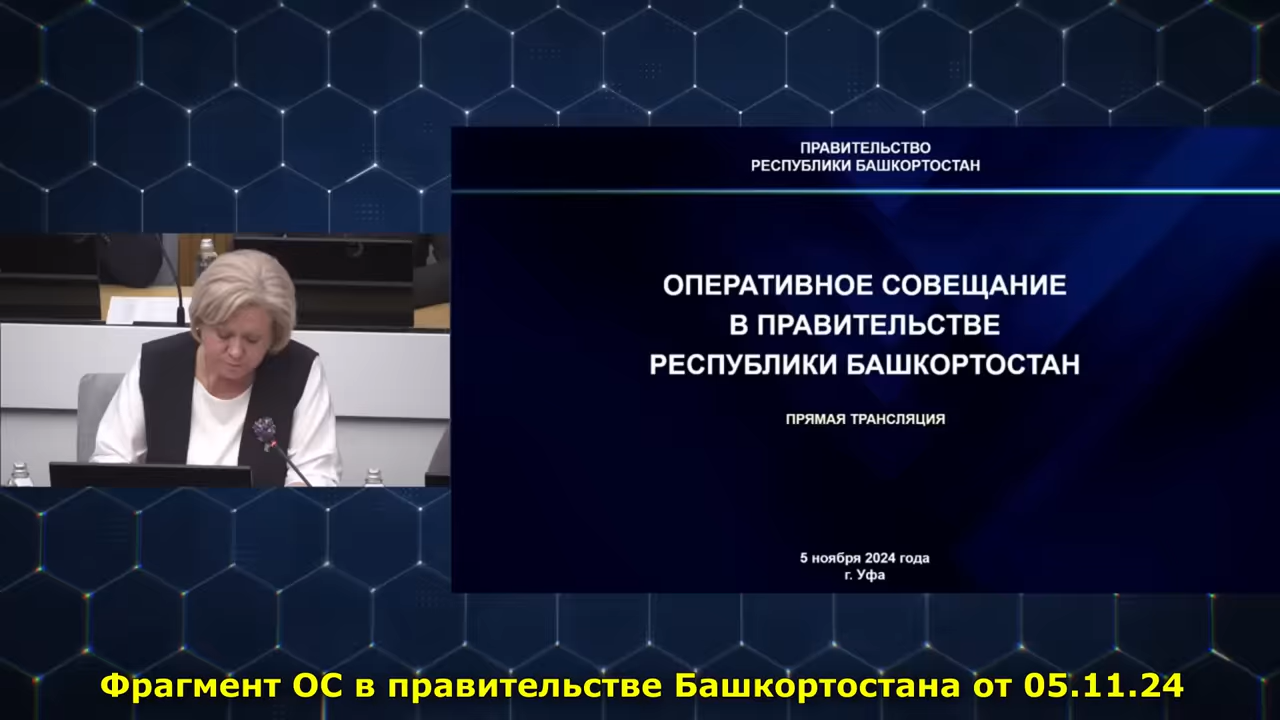 ПРАВИТЕЛЬСТВО
РЕСПУБЛИКИ БАШКОРТОСТАН
ОПЕРАТИВНОЕ СОВЕЩАНИЕ
В ПРАВИТЕЛЬСТВЕ
РЕСПУБЛИКИ БАШКОРТОСТАН
ПРЯМАЯ ТРАНСЛЯЦИЯ
5 ноября 2024 года
г. Уфа
Фрагмент ОС в правительстве Башкортостана от 05.11.24